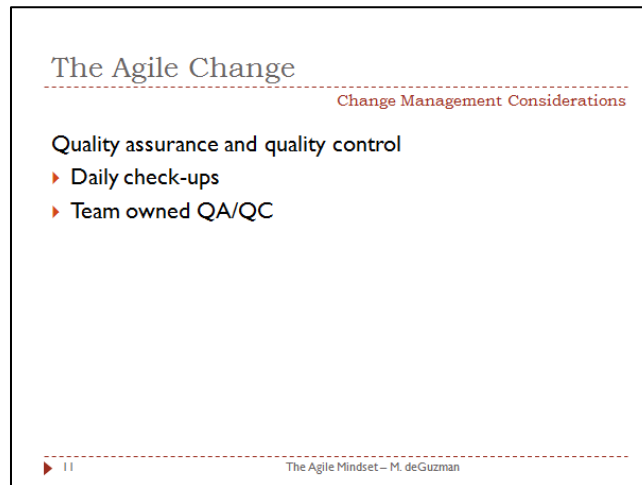 The Agile Change
Change Management Considerations
Quality assurance and quality control
Daily check-ups
Team owned QA/QC
11
The Agile Mindset – M. deGuzman